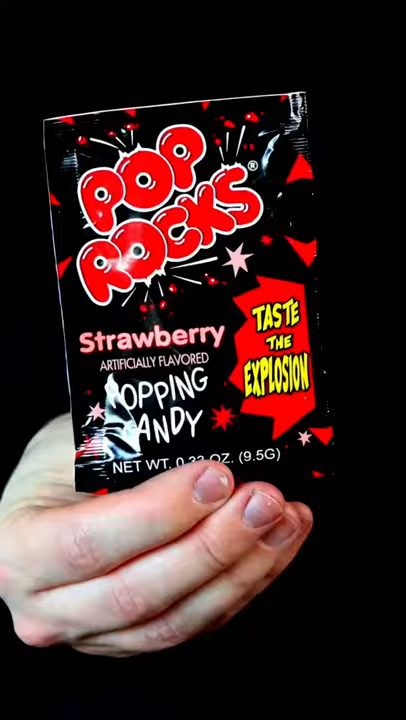 POP
ROCKS®
Strawberry
ARTIFICIALLY FLAVORED
POPPING
CANDY
TASTE
THE
EXPLOSION
NET WT. 0.33 OZ. (9.5G)